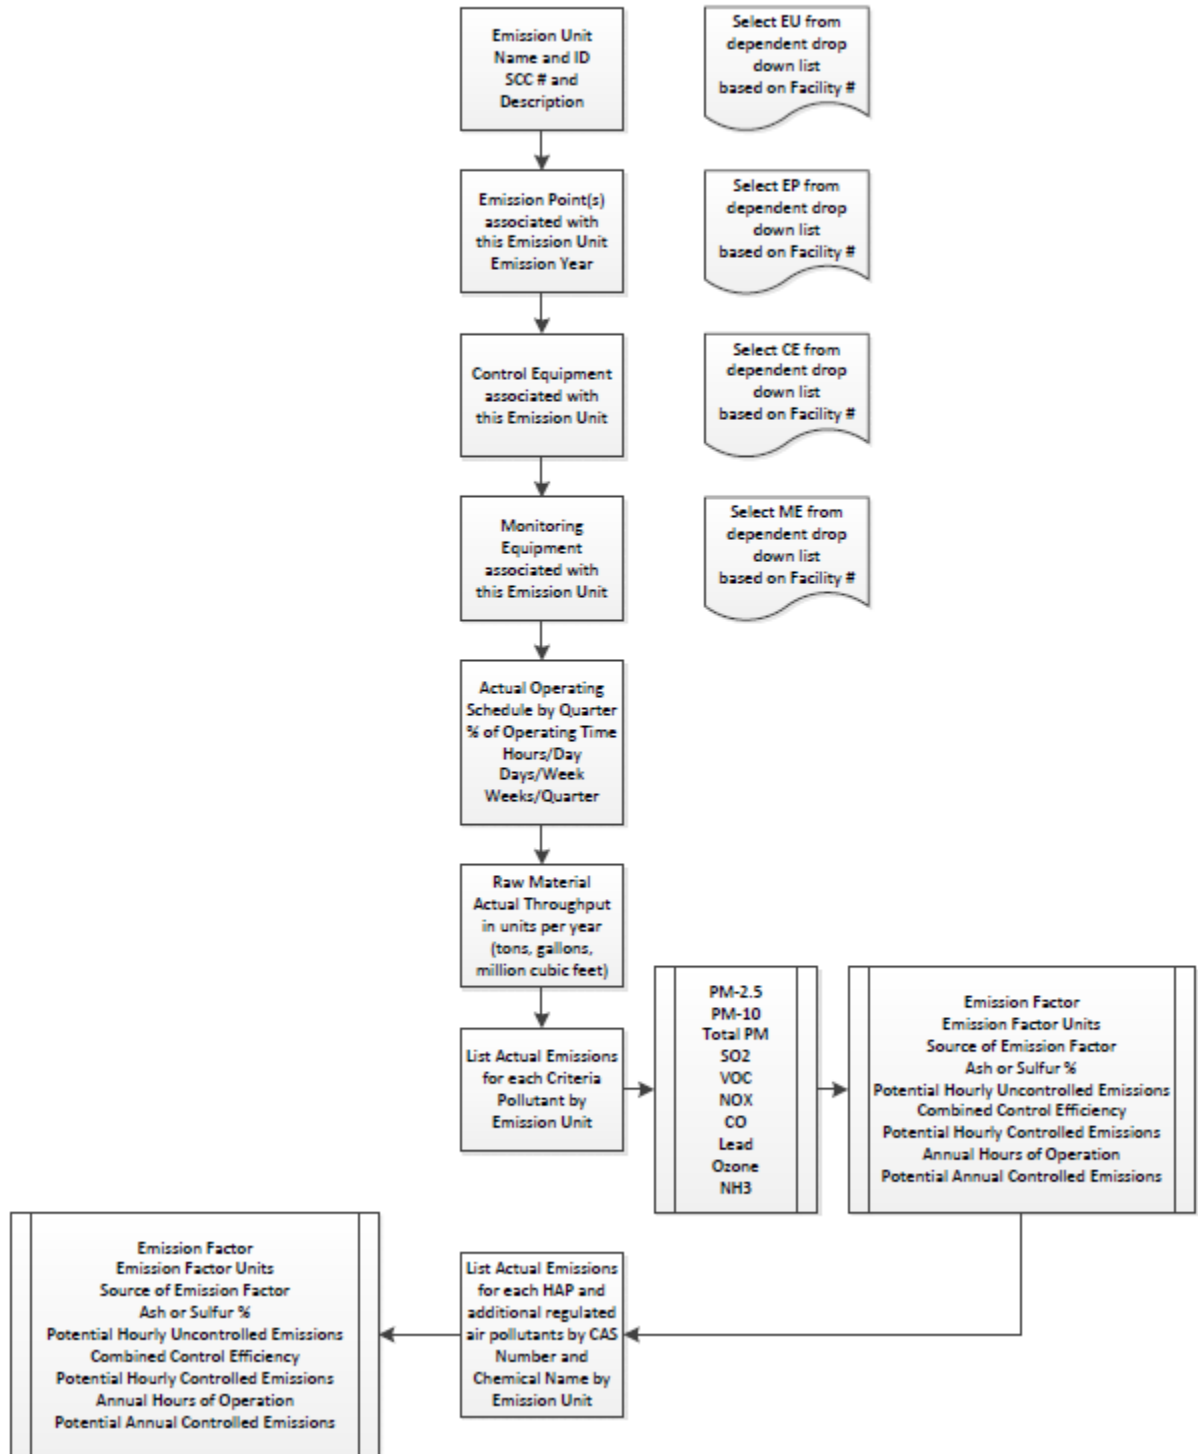 Emission Unit
Name and ID
SCC # and
Description
Select EU from
dependent drop
down list
based on Facility #
Emission Point(s)
associated with
this Emission Unit
Emission Year
Select EP from
dependent drop
down list
based on Facility #
Control Equipment
associated with
this Emission Unit
Select CE from
dependent drop
down list
based on Facility #
Monitoring
Equipment
associated with
this Emission Unit
Select ME from
dependent drop
down list
based on Facility #
Actual Operating
Schedule by Quarter
% of Operating Time
Hours/Day
Days/Week
Weeks/Quarter
Raw Material
Actual Throughput
in units per year
(tons, gallons,
million cubic feet)
List Actual Emissions
for each Criteria
Pollutant by
Emission Unit
PM-2.5
PM-10
Total PM
SO2
VOC
NOX
CO
Lead
Ozone
NH3
Emission Factor
Emission Factor Units
Source of Emission Factor
Ash or Sulfur %
Potential Hourly Uncontrolled Emissions
Combined Control Efficiency
Potential Hourly Controlled Emissions
Annual Hours of Operation
Potential Annual Controlled Emissions
List Actual Emissions
for each HAP and
additional regulated
air pollutants by CAS
Number and
Chemical Name by
Emission Unit
Emission Factor
Emission Factor Units
Source of Emission Factor
Ash or Sulfur %
Potential Hourly Uncontrolled Emissions
Combined Control Efficiency
Potential Hourly Controlled Emissions
Annual Hours of Operation
Potential Annual Controlled Emissions